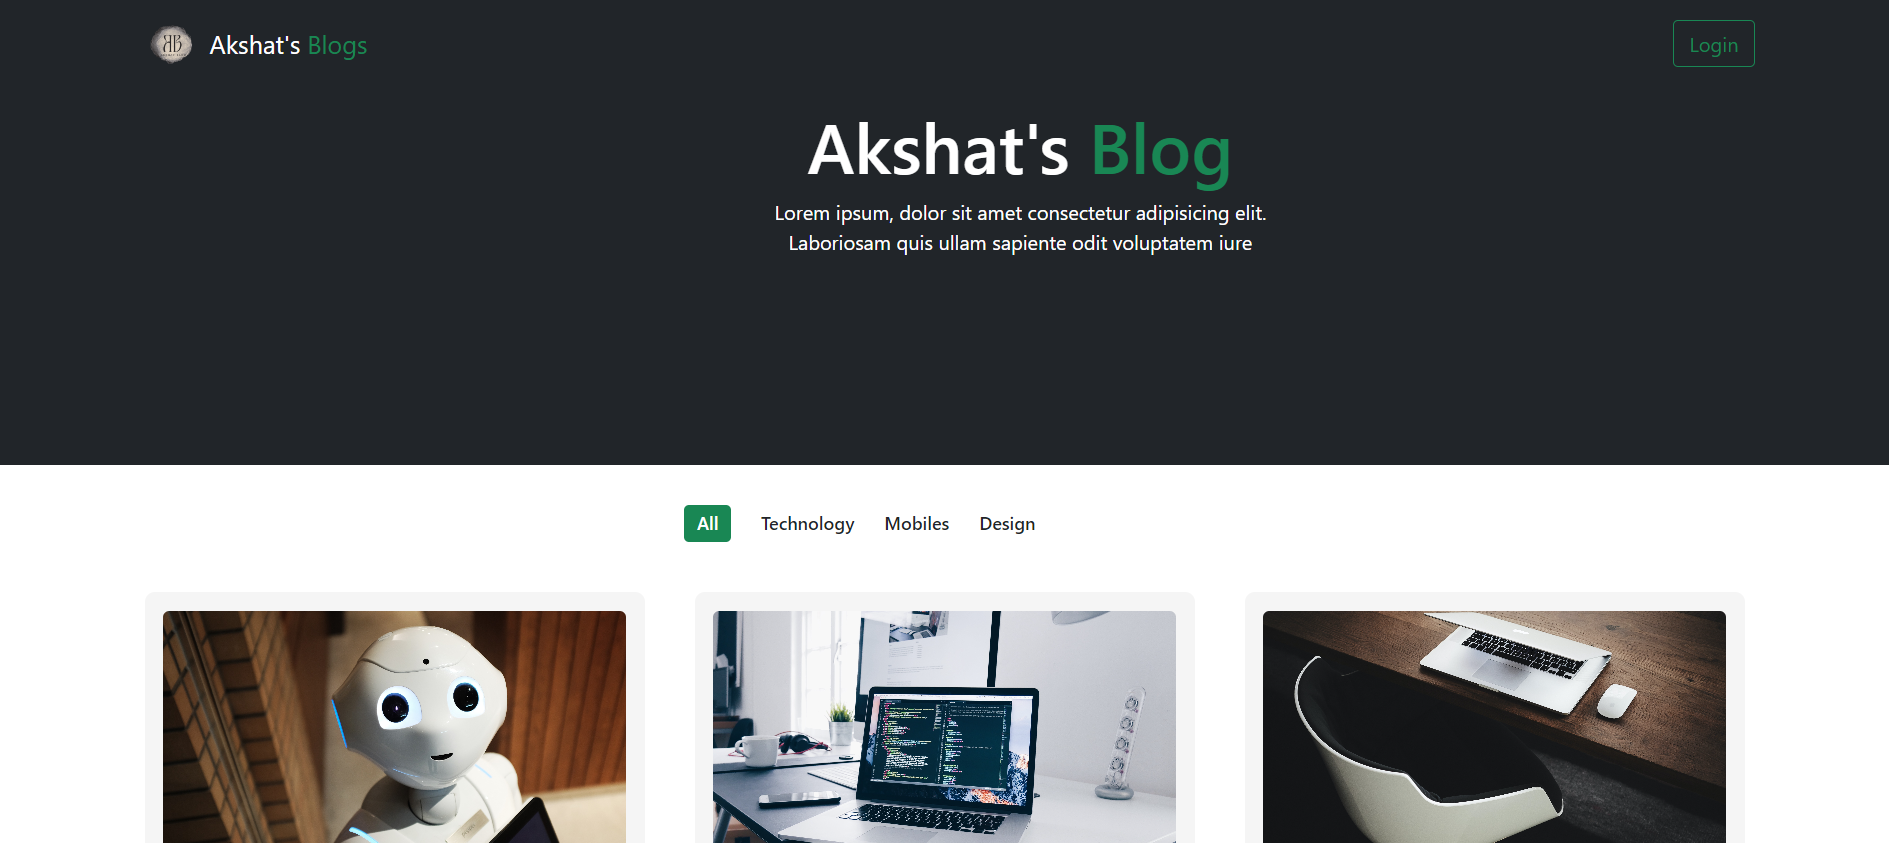 Akshat's Blogs
Login
Akshat's Blog
Lorem ipsum, dolor sit amet consectetur adipisicing elit.
Laboriosam quis ullam sapiente odit voluptatem iure
All Technology Mobiles Design